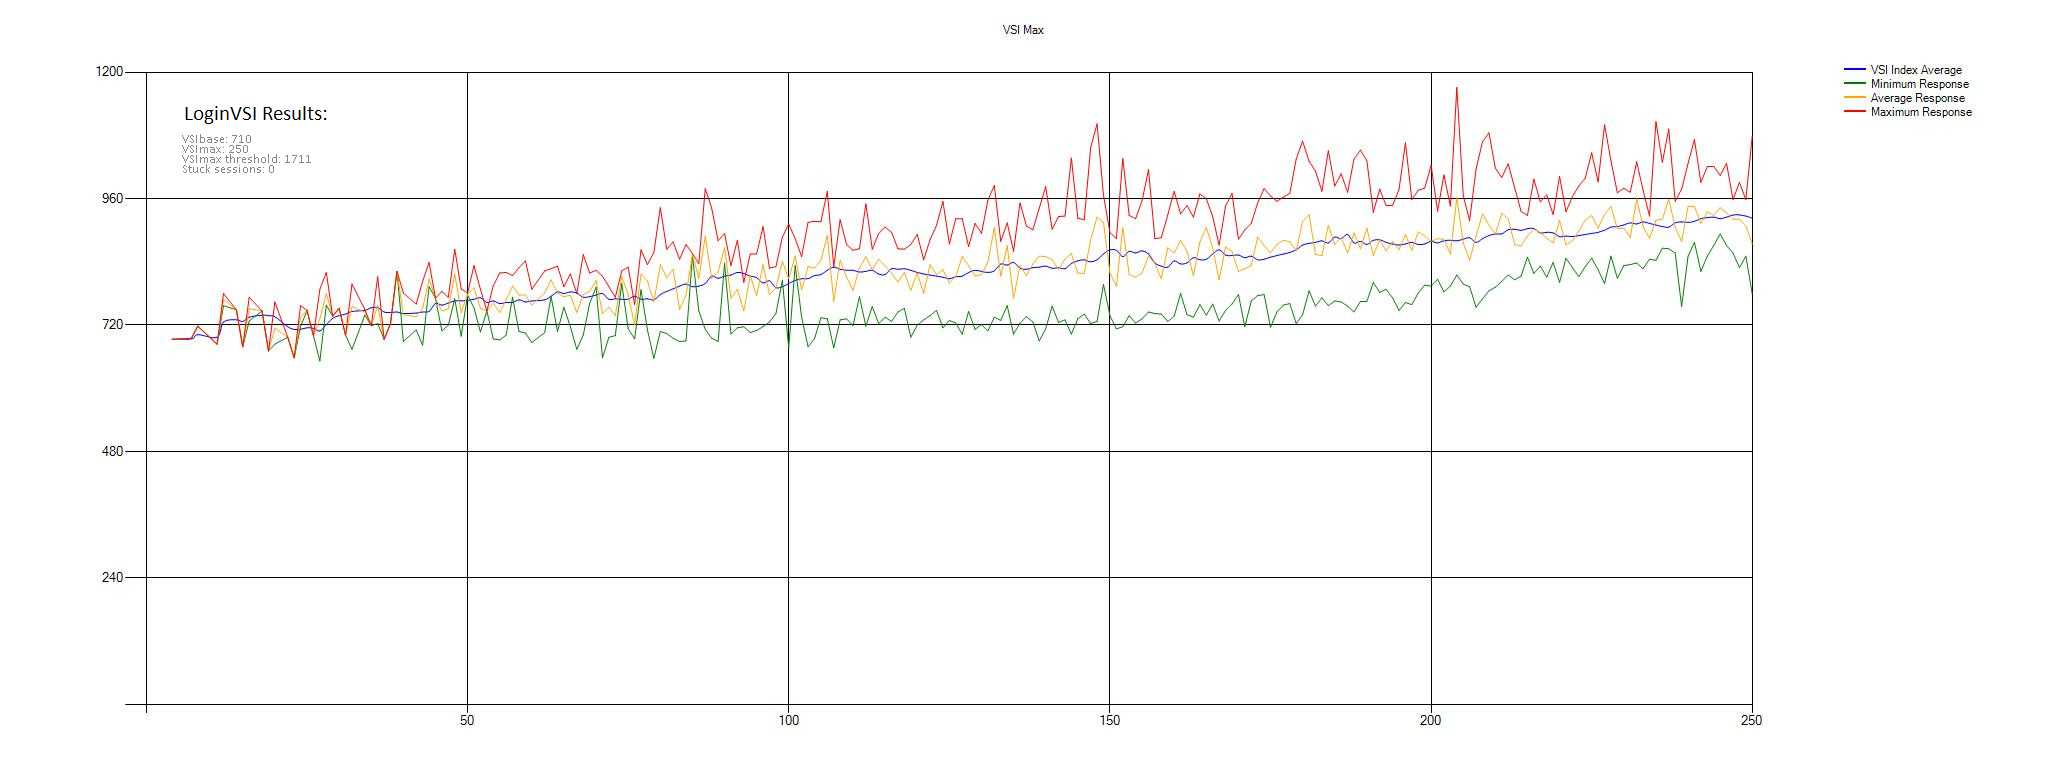 VSI Max
1200
960
720
480
240
LoginVSI Results:
VSIbase: 710
VSImax: 250
VSImax threshold: 1711
Stuck sessions: 0
50
100
150
200
250
VSI Index Average
Minimum Response
Average Response
Maximum Response